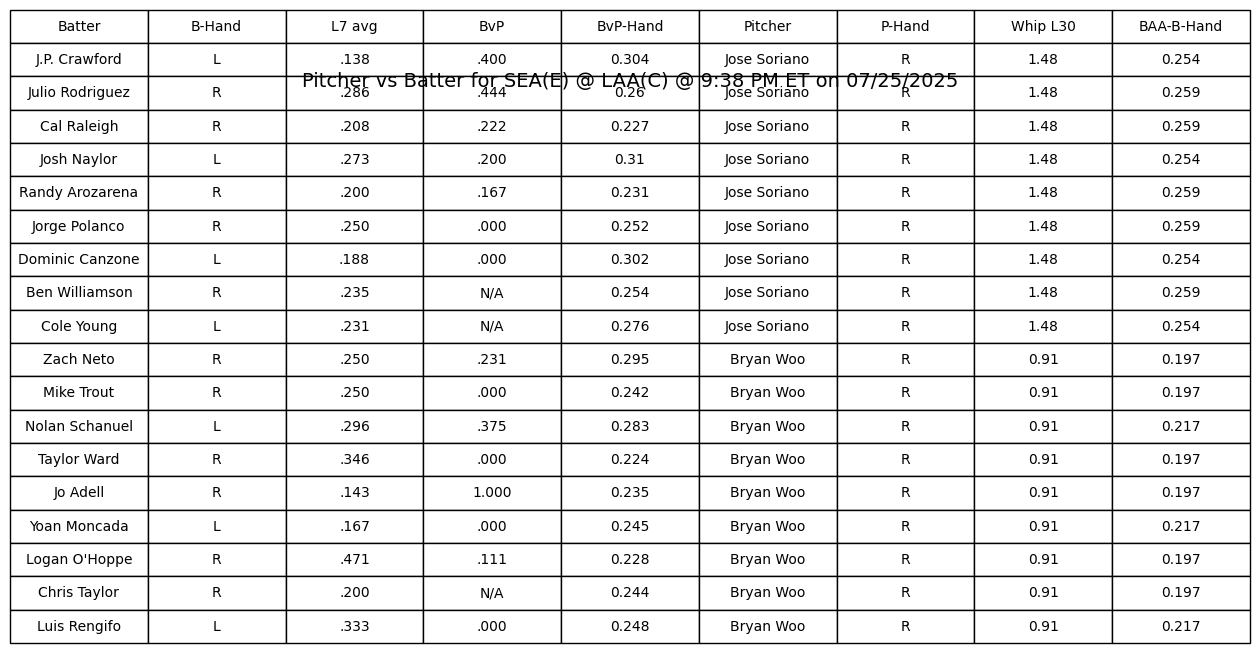 Batter B-Hand L7 avg BvP BvP-Hand Pitcher P-Hand Whip L30 BAA-B-Hand
J.P. Crawford L .138 .400 0.304 Jose Soriano R 1.48 0.254
Pitcher vs Batter for SEA(E) @ LAA(C) @ 9:38 PM ET on 07/25/2025
Julio Rodriguez R .286 .444 0.26 Jose Soriano R 1.48 0.259
Cal Raleigh R .208 .222 0.227 Jose Soriano R 1.48 0.259
Josh Naylor L .273 .200 0.31 Jose Soriano R 1.48 0.254
Randy Arozarena R .200 .167 0.231 Jose Soriano R 1.48 0.259
Jorge Polanco R .250 .000 0.252 Jose Soriano R 1.48 0.259
Dominic Canzone L .188 .000 0.302 Jose Soriano R 1.48 0.254
Ben Williamson R .235 N/A 0.254 Jose Soriano R 1.48 0.259
Cole Young L .231 N/A 0.276 Jose Soriano R 1.48 0.254
Zach Neto R .250 .231 0.295 Bryan Woo R 0.91 0.197
Mike Trout R .250 .000 0.242 Bryan Woo R 0.91 0.197
Nolan Schanuel L .296 .375 0.283 Bryan Woo R 0.91 0.217
Taylor Ward R .346 .000 0.224 Bryan Woo R 0.91 0.197
Jo Adell R .143 1.000 0.235 Bryan Woo R 0.91 0.197
Yoan Moncada L .167 .000 0.245 Bryan Woo R 0.91 0.217
Logan O'Hoppe R .471 .111 0.228 Bryan Woo R 0.91 0.197
Chris Taylor R .200 N/A 0.244 Bryan Woo R 0.91 0.197
Luis Rengifo L .333 .000 0.248 Bryan Woo R 0.91 0.217